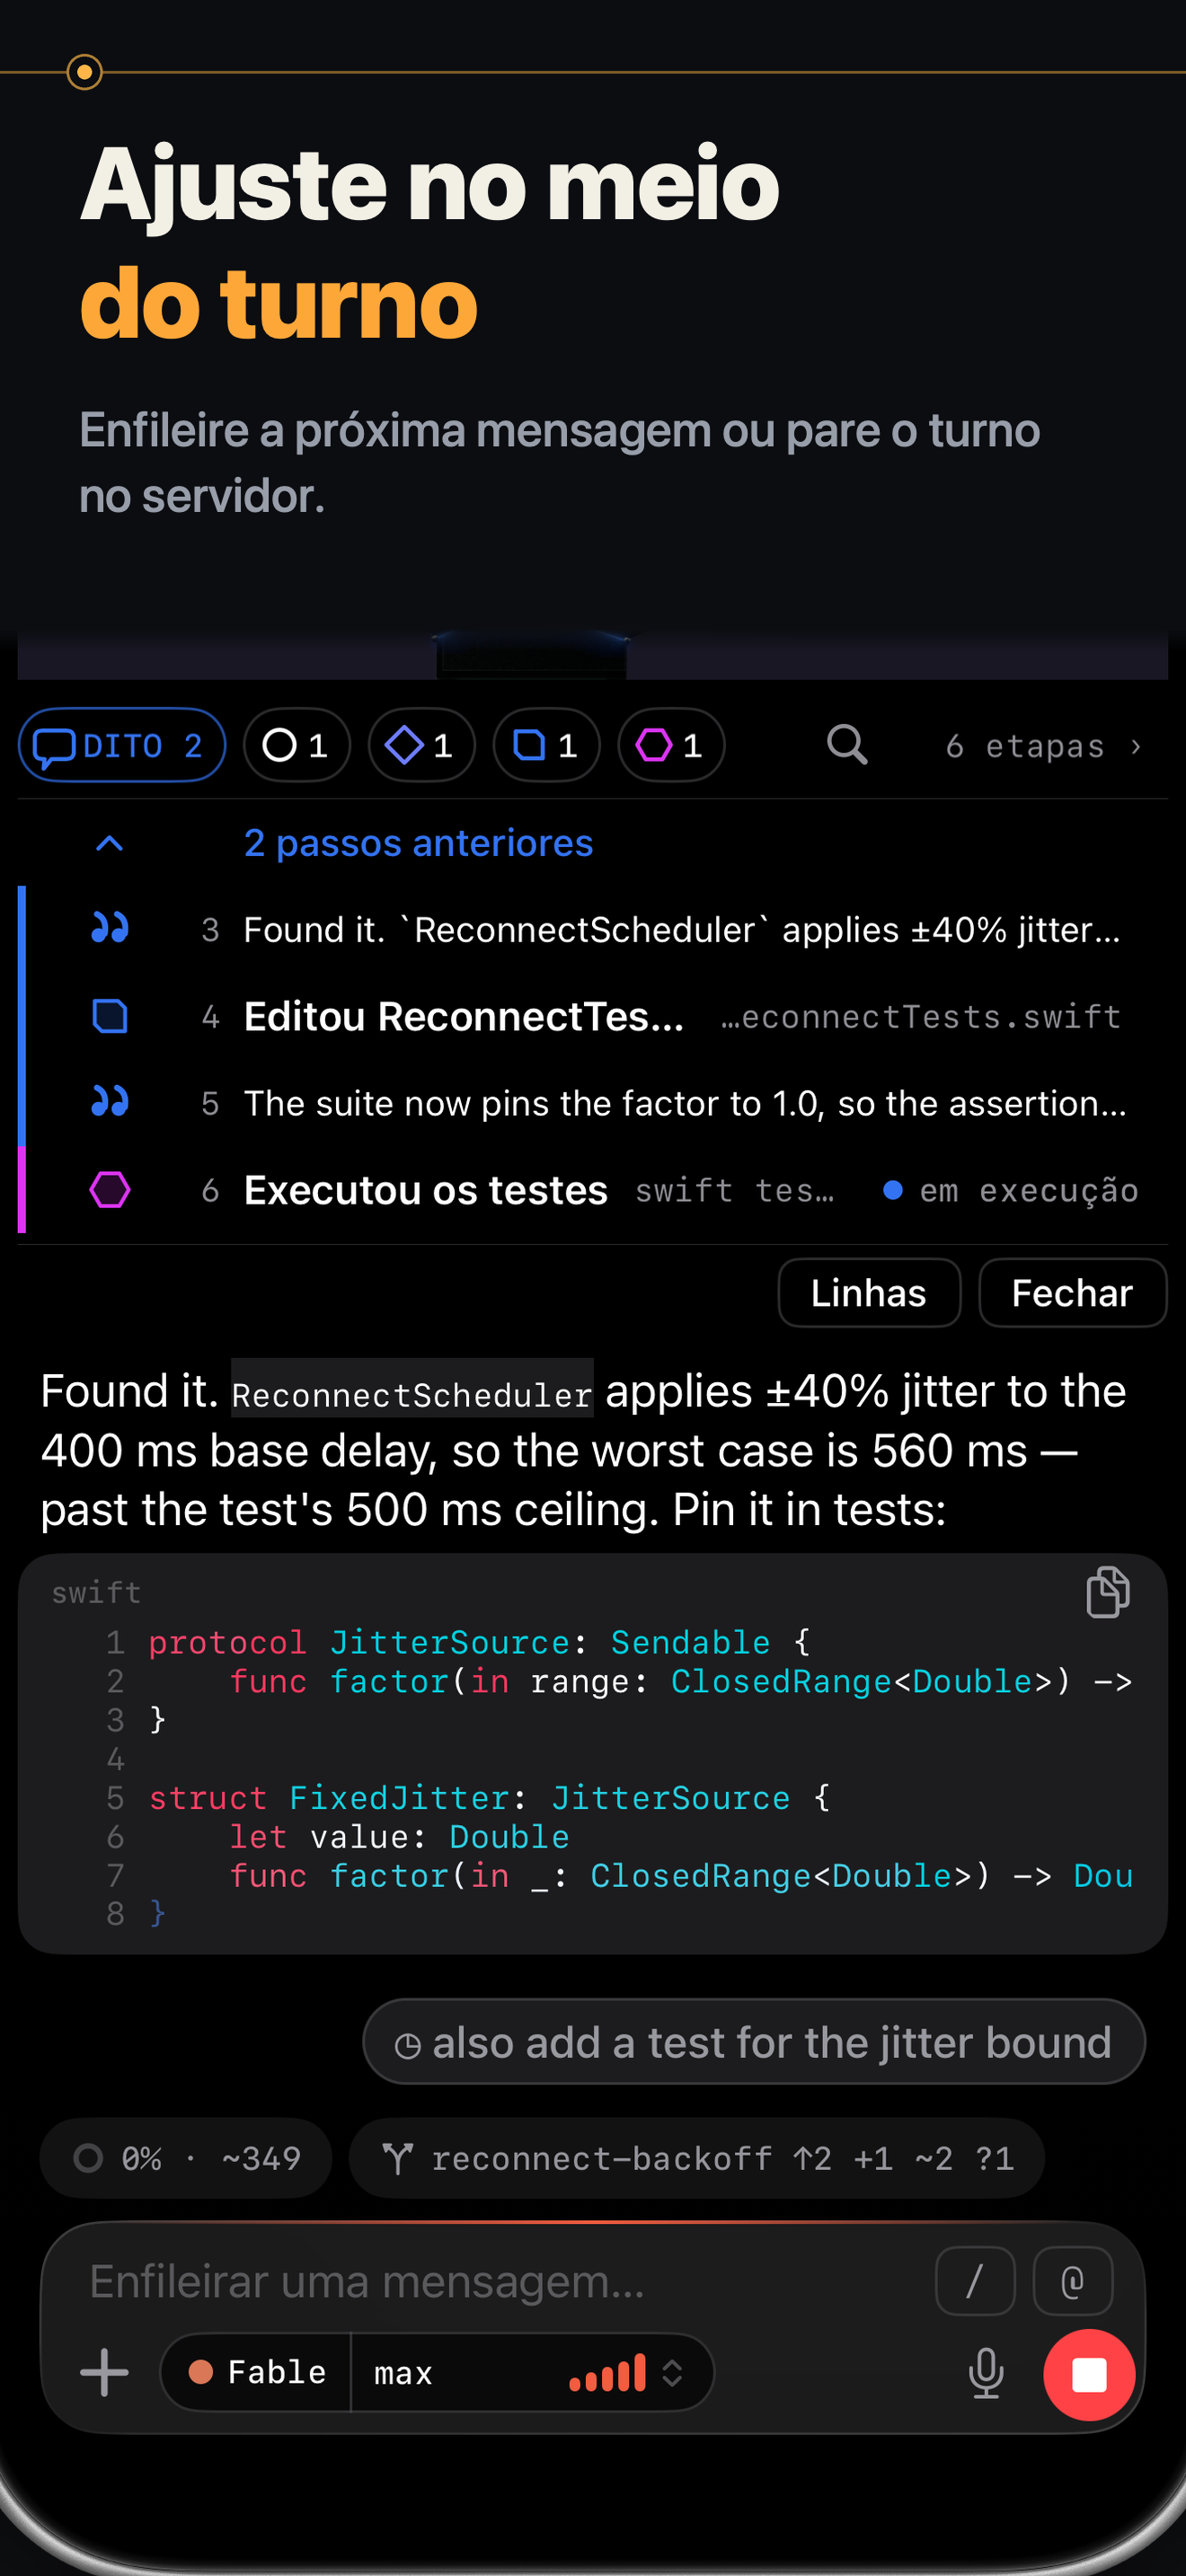 Ajuste no meio
do turno
Enfileire a próxima mensagem ou pare o turno
no servidor.
DITO 2 1 1 1 1 6 etapas ›
2 passos anteriores
3 Found it. `ReconnectScheduler` applies ±40% jitter...
4 Editou ReconnectTes... …econnectTests.swift
5 The suite now pins the factor to 1.0, so the assertion...
6 Executou os testes swift tes… em execução
Linhas Fechar
Found it. ReconnectScheduler applies ±40% jitter to the
400 ms base delay, so the worst case is 560 ms —
past the test's 500 ms ceiling. Pin it in tests:
swift
1 protocol JitterSource: Sendable {
2     func factor(in range: ClosedRange<Double>) ->
3 }
4
5 struct FixedJitter: JitterSource {
6     let value: Double
7     func factor(in _: ClosedRange<Double>) -> Dou
8 }
also add a test for the jitter bound
0% · ~349 reconnect-backoff ↑2 +1 ~2 ?1
Enfileirar uma mensagem... / @
Fable max